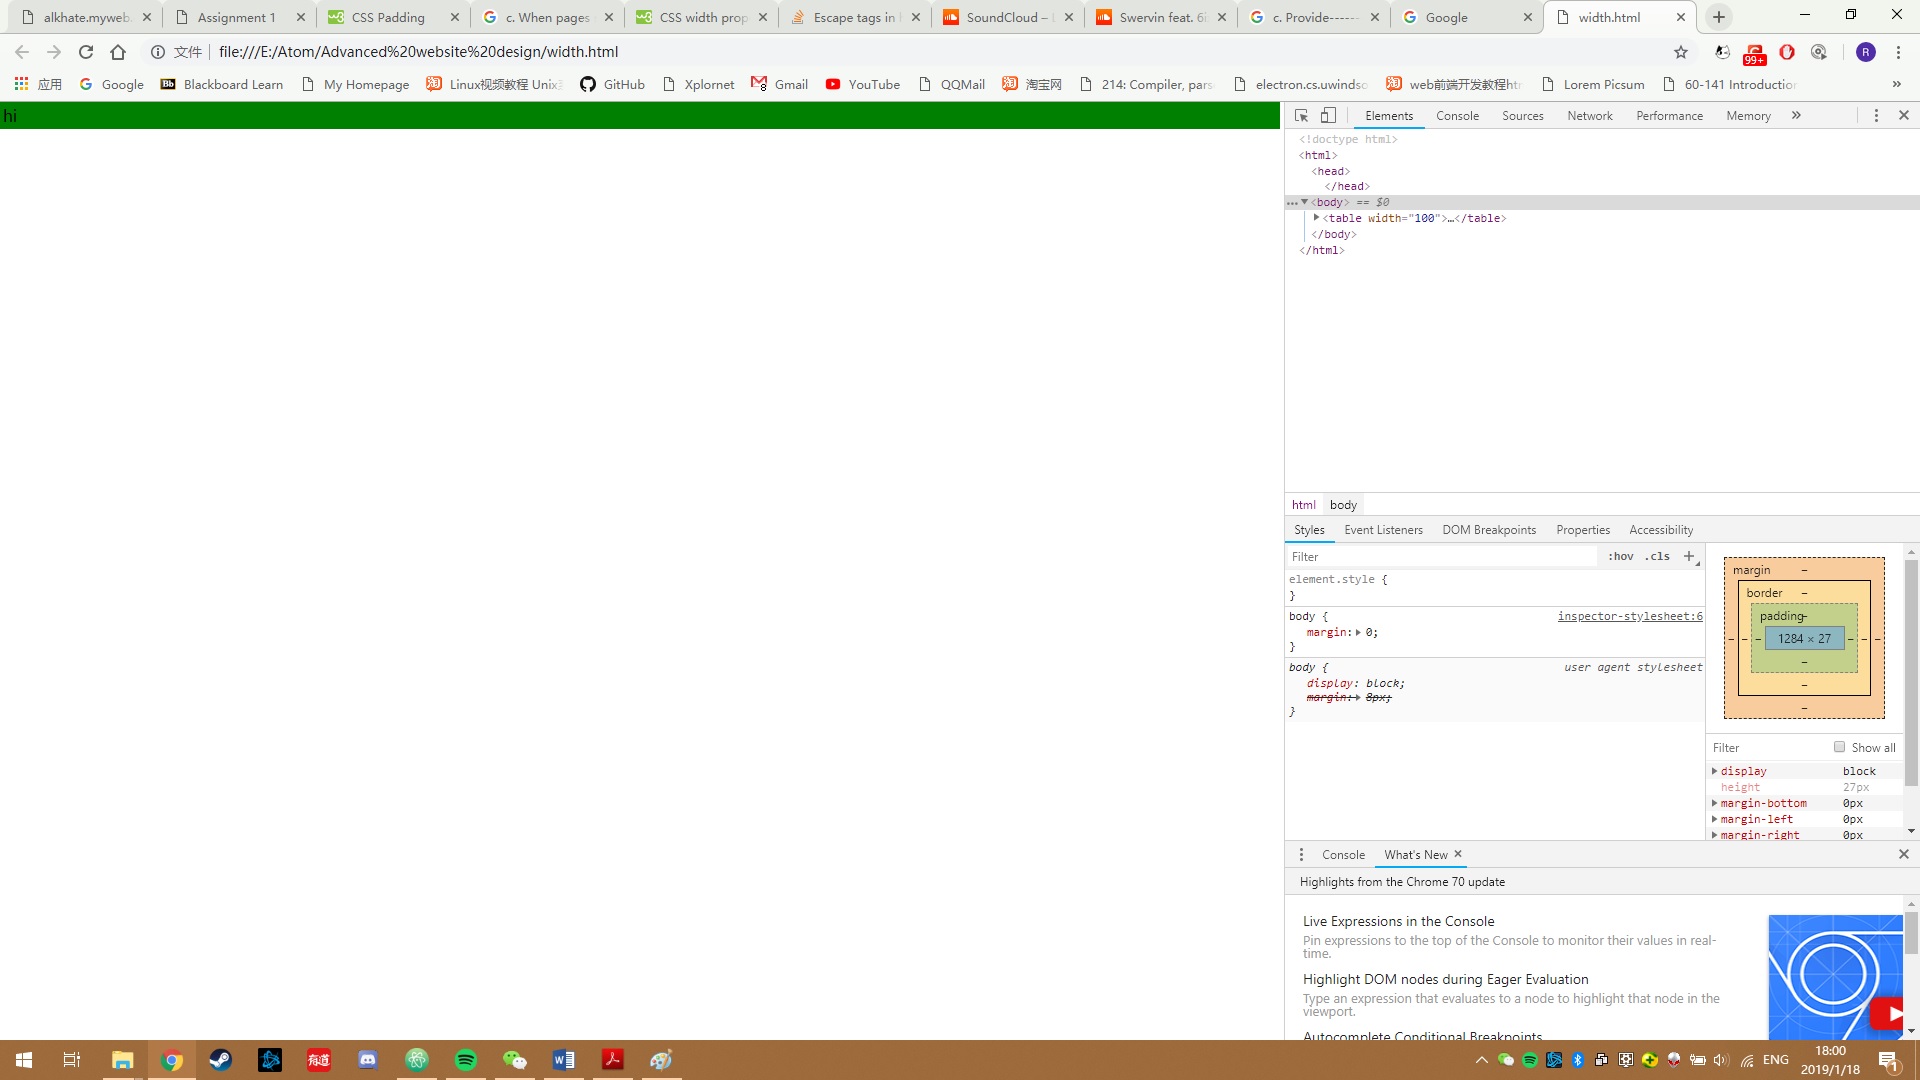 alkhate.myweb.
Assignment 1
CSS Padding
c. When pages
CSS width prop
Escape tags in
SoundCloud –
Swervin feat. 6i
c. Provide------
Google
width.html
文件
file:///E:/Atom/Advanced%20website%20design/width.html
99+
R
应用
Google
Bb
Blackboard Learn
My Homepage
Linux视频教程 Unix
GitHub
Xplornet
Gmail
YouTube
QQMail
淘宝网
214: Compiler, pars
electron.cs.uwindso
web前端开发教程htm
Lorem Picsum
60-141 Introduction
»
hi
Elements
Console
Sources
Network
Performance
Memory
»
<!doctype html>
<html>
<head>
</head>
<body> == $0
<table width="100">…</table>
</body>
</html>
html
body
Styles
Event Listeners
DOM Breakpoints
Properties
Accessibility
Filter
:hov
.cls
element.style {
}
body {
inspector-stylesheet:6
margin: 0;
}
body {
user agent stylesheet
display: block;
margin: 8px;
}
margin –
border –
padding–
– – – 1284 × 27 – – –
–
–
–
Filter
Show all
display block
height 27px
margin-bottom 0px
margin-left 0px
margin-right 0px
Console
What's New
Highlights from the Chrome 70 update
Live Expressions in the Console
Pin expressions to the top of the Console to monitor their values in real-
time.
Highlight DOM nodes during Eager Evaluation
Type an expression that evaluates to a node to highlight that node in the
viewport.
Autocomplete Conditional Breakpoints
有道
ENG
18:00
2019/1/18
1